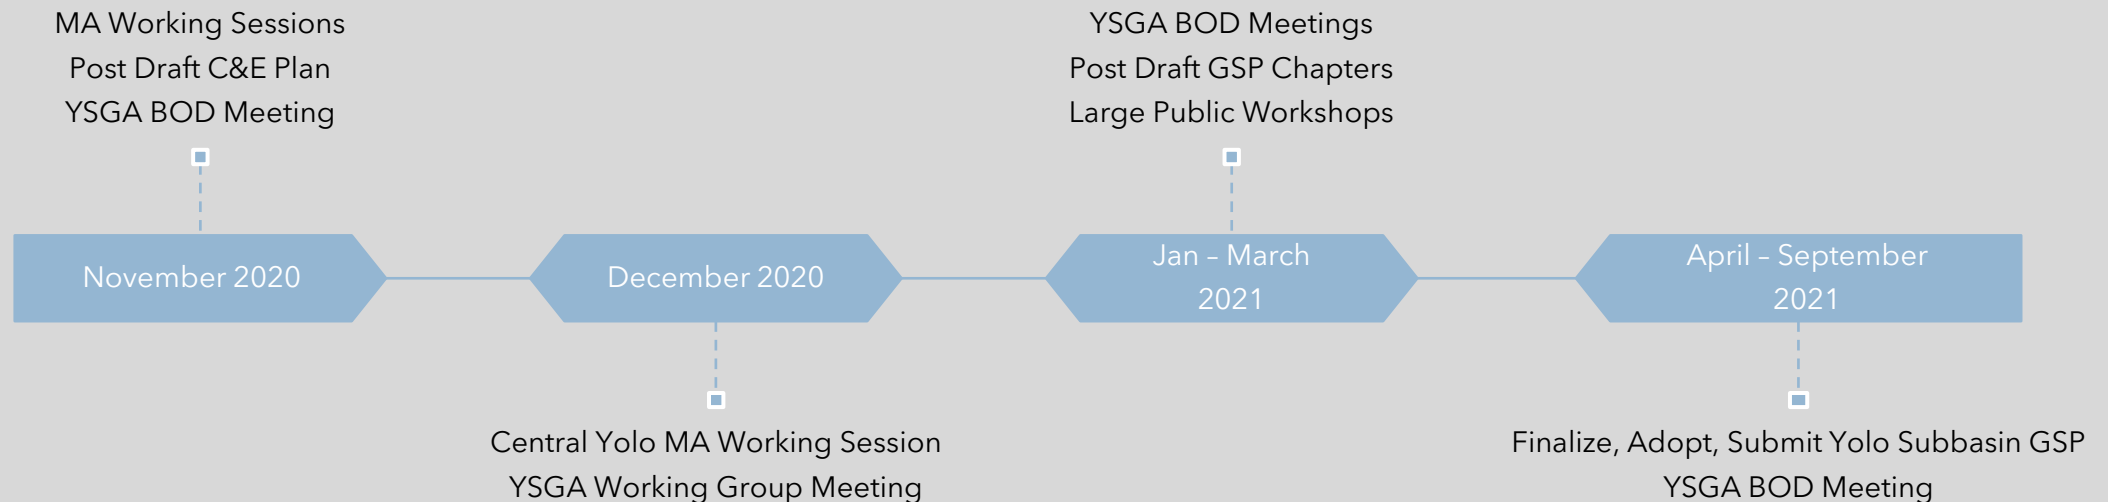 MA Working Sessions
Post Draft C&E Plan
YSGA BOD Meeting
YSGA BOD Meetings
Post Draft GSP Chapters
Large Public Workshops
November 2020
December 2020
Jan – March
2021
April – September
2021
Central Yolo MA Working Session
YSGA Working Group Meeting
Finalize, Adopt, Submit Yolo Subbasin GSP
YSGA BOD Meeting